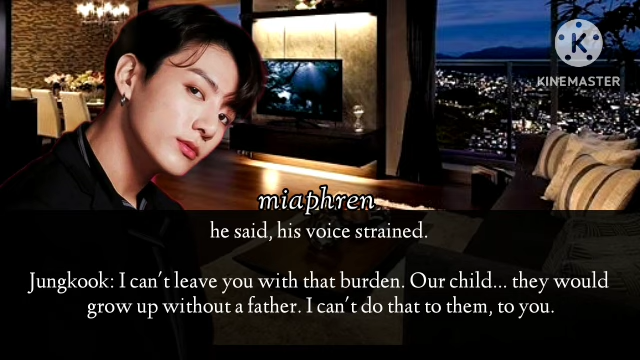 K
KINEMASTER
miaphren
he said, his voice strained.
Jungkook: I can't leave you with that burden. Our child... they would
grow up without a father. I can't do that to them, to you.